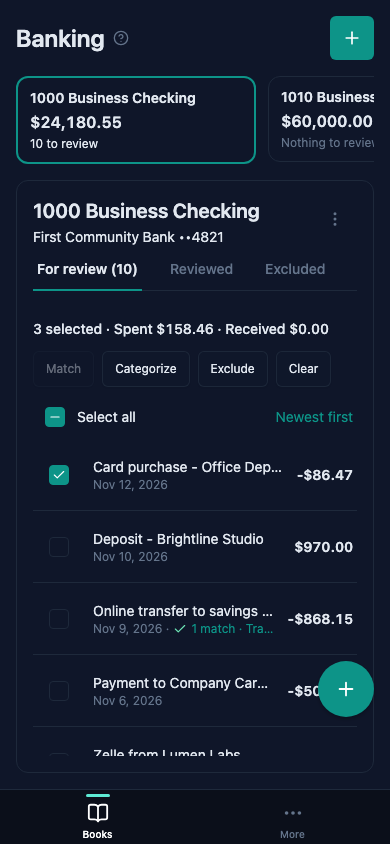 Banking
1000 Business Checking
$24,180.55
10 to review
1010 Business
$60,000.00
Nothing to review
1000 Business Checking
First Community Bank ••4821
For review (10)
Reviewed
Excluded
3 selected · Spent $158.46 · Received $0.00
Match
Categorize
Exclude
Clear
Select all
Newest first
Card purchase - Office Dep...
-$86.47
Nov 12, 2026
Deposit - Brightline Studio
$970.00
Nov 10, 2026
Online transfer to savings ...
-$868.15
Nov 9, 2026 · ✓ 1 match · Tra...
Payment to Company Car...
-$50
Nov 6, 2026
Zelle from Lumen Labs
Books
More